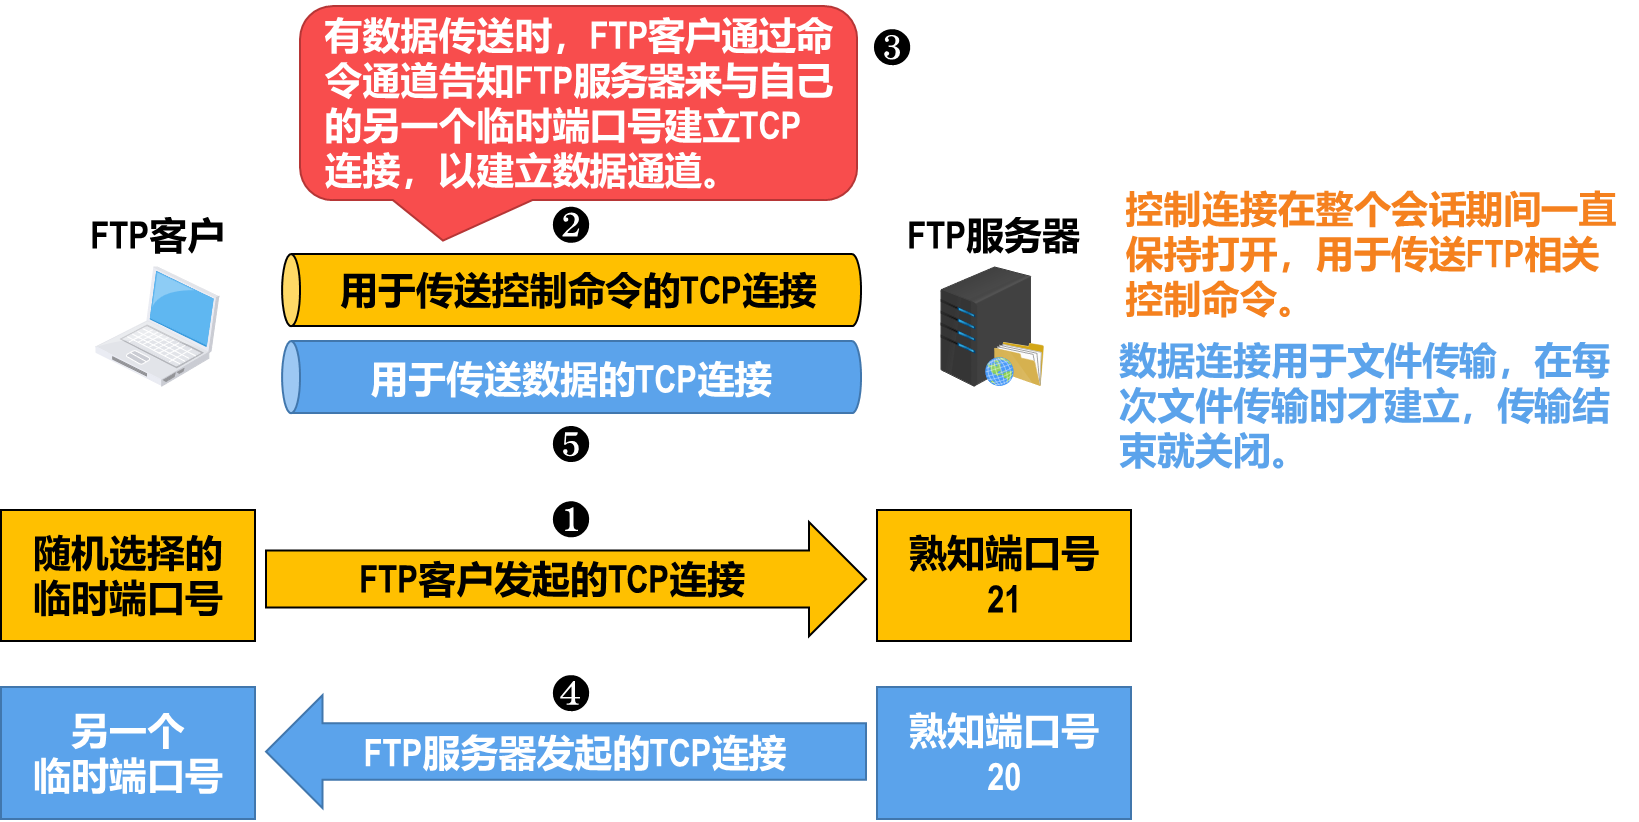 有数据传送时，FTP客户通过命
令通道告知FTP服务器来与自己
的另一个临时端口号建立TCP
连接，以建立数据通道。
❸
FTP客户
❷
FTP服务器
用于传送控制命令的TCP连接
用于传送数据的TCP连接
❺
控制连接在整个会话期间一直
保持打开，用于传送FTP相关
控制命令。
数据连接用于文件传输，在每
次文件传输时才建立，传输结
束就关闭。
❶
随机选择的
临时端口号
FTP客户发起的TCP连接
熟知端口号
21
❹
另一个
临时端口号
FTP服务器发起的TCP连接
熟知端口号
20